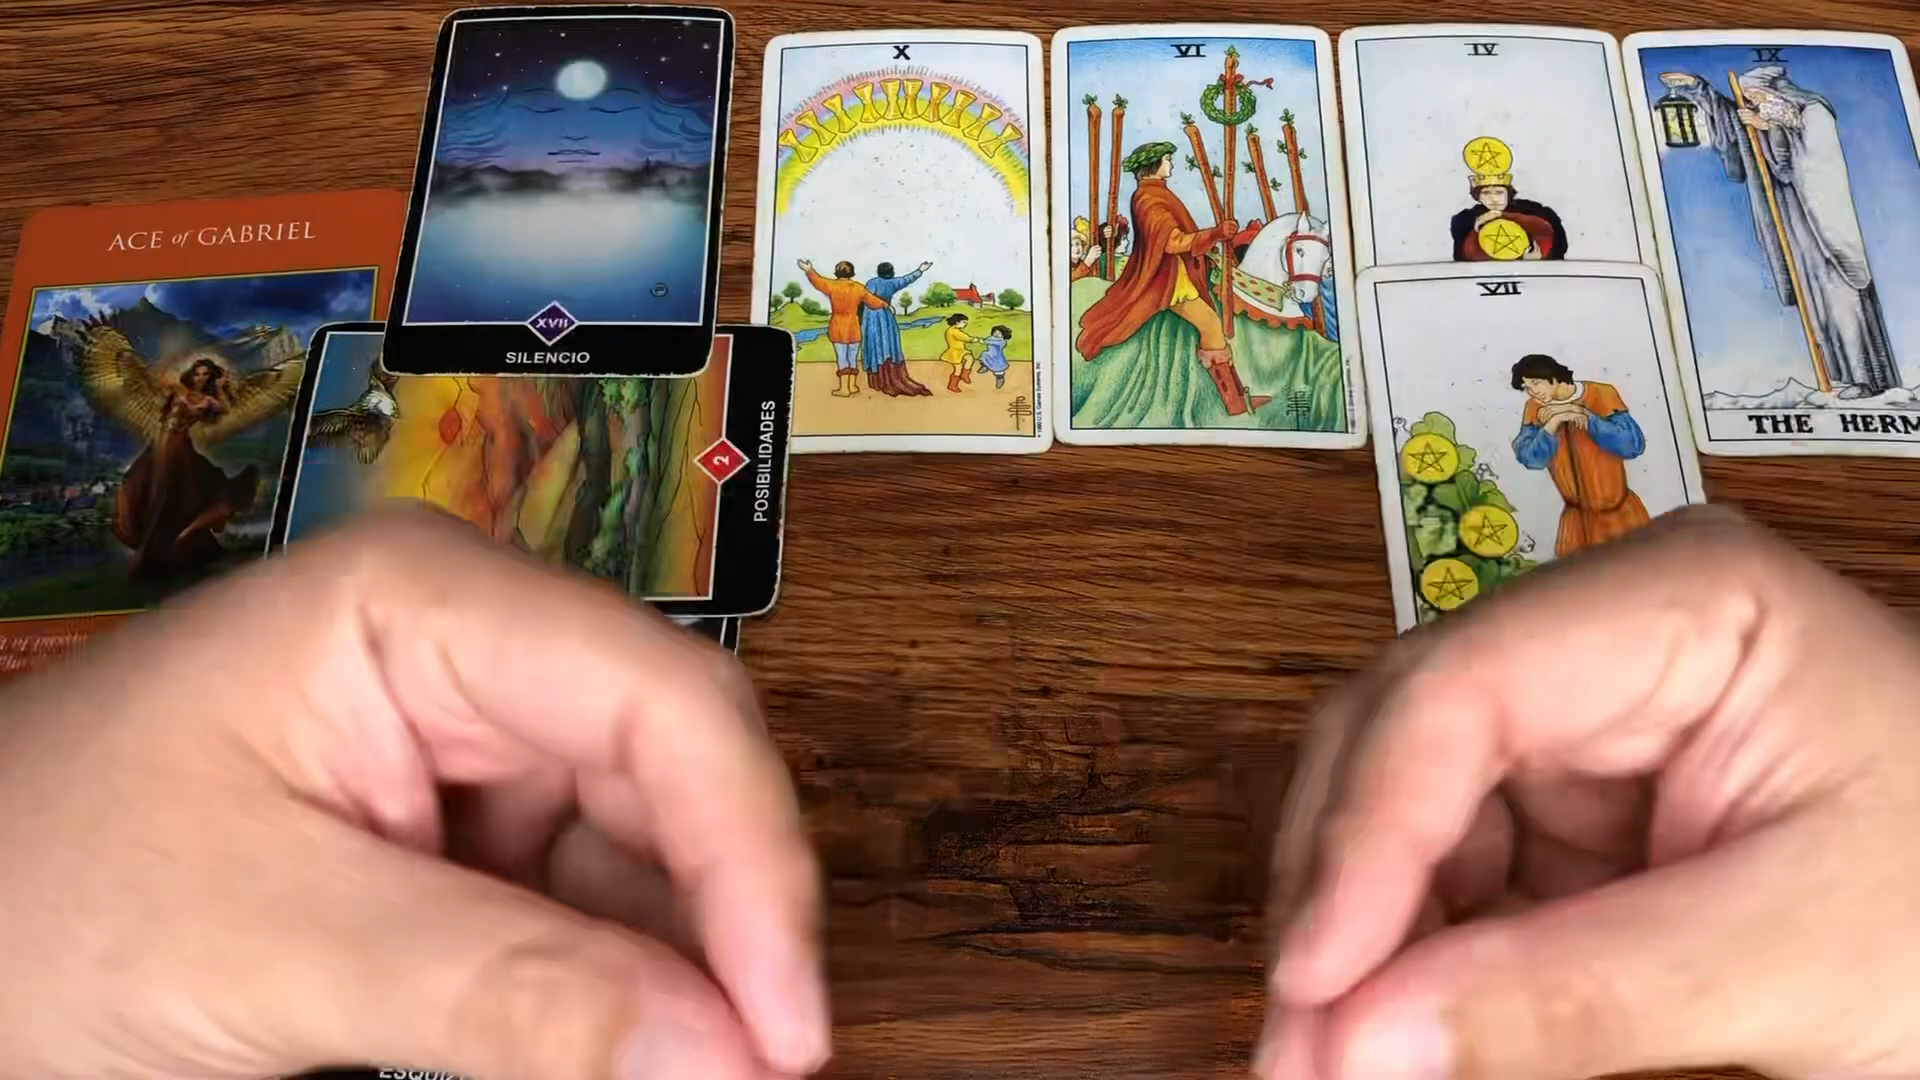 ACE of GABRIEL
XVII
SILENCIO
2
POSIBILIDADES
X
VI
IV
VII
IX
THE HERM